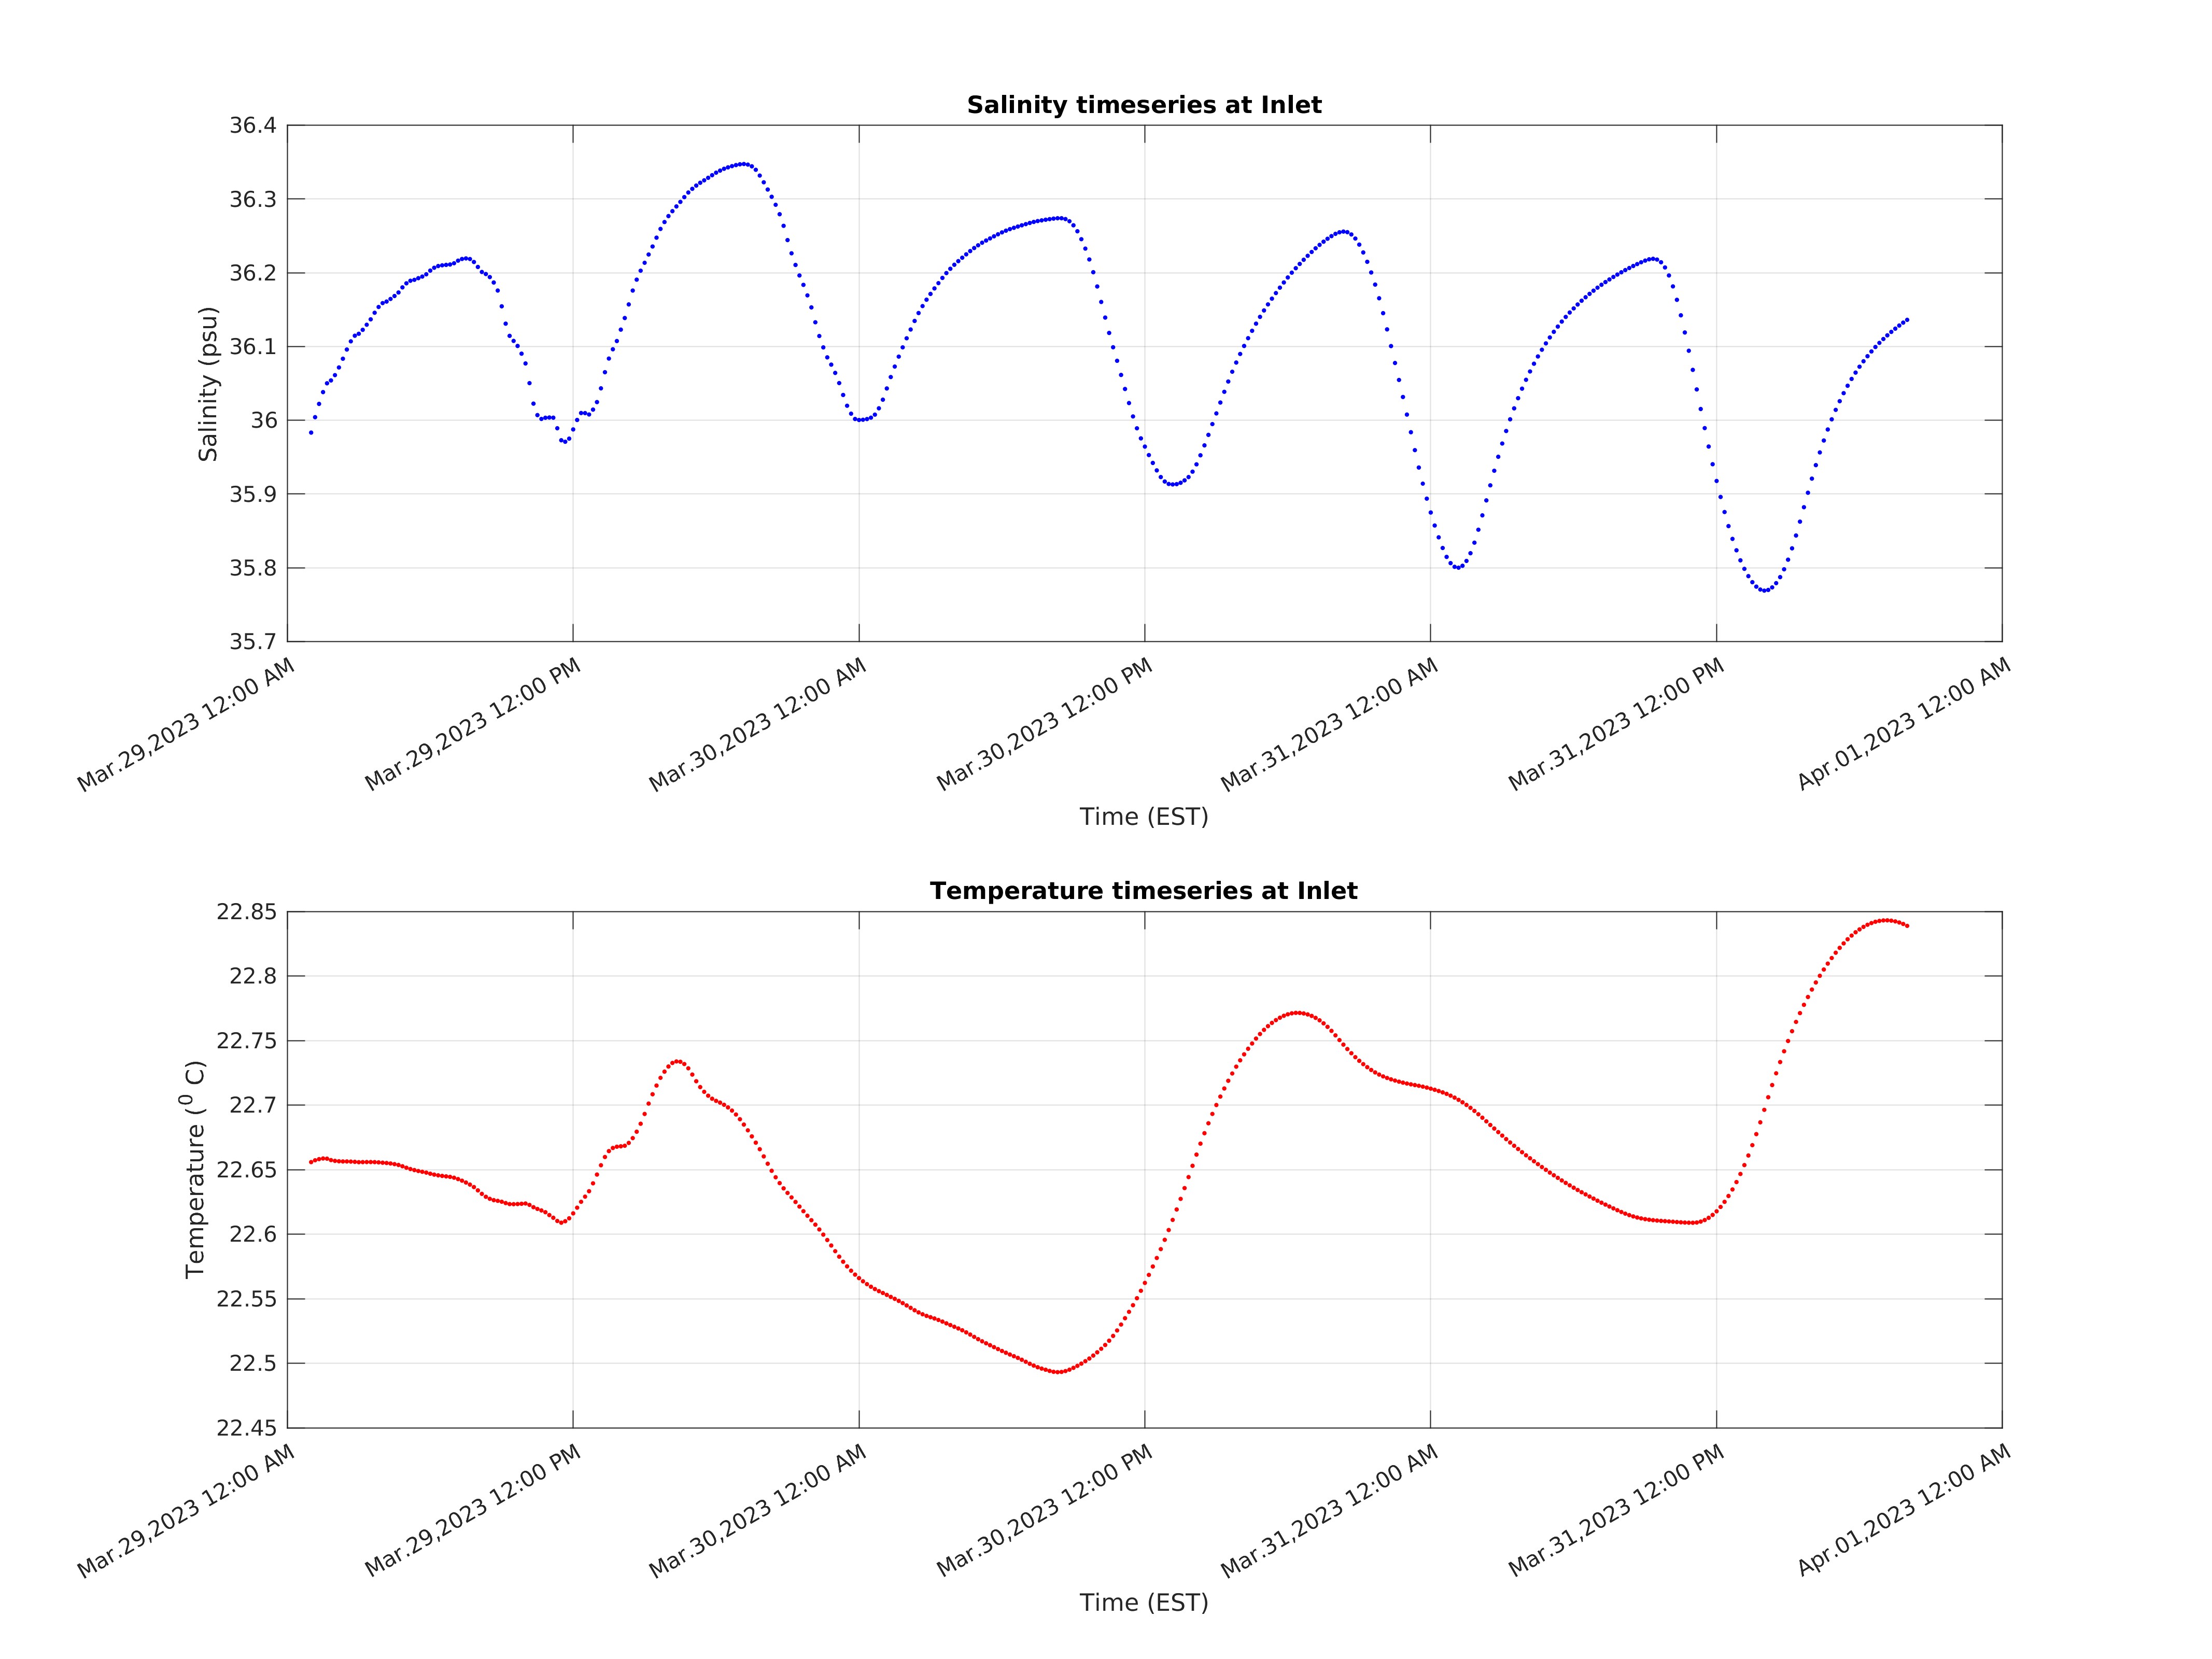 Salinity timeseries at Inlet
Salinity (psu)
36.4
36.3
36.2
36.1
36
35.9
35.8
35.7
Mar.29,2023 12:00 AM
Mar.29,2023 12:00 PM
Mar.30,2023 12:00 AM
Mar.30,2023 12:00 PM
Mar.31,2023 12:00 AM
Mar.31,2023 12:00 PM
Apr.01,2023 12:00 AM
Time (EST)
Temperature timeseries at Inlet
Temperature (⁰ C)
22.85
22.8
22.75
22.7
22.65
22.6
22.55
22.5
22.45
Mar.29,2023 12:00 AM
Mar.29,2023 12:00 PM
Mar.30,2023 12:00 AM
Mar.30,2023 12:00 PM
Mar.31,2023 12:00 AM
Mar.31,2023 12:00 PM
Apr.01,2023 12:00 AM
Time (EST)